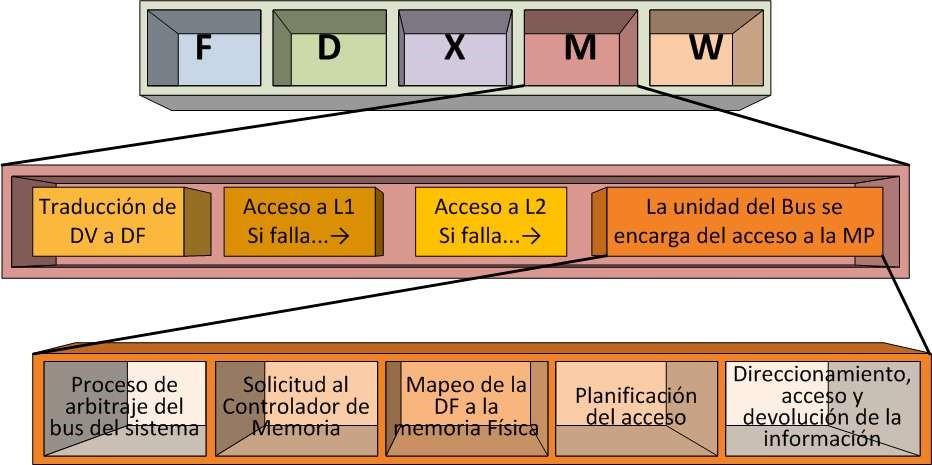 F D X M W
Traducción de
DV a DF
Acceso a L1
Si falla...→
Acceso a L2
Si falla...→
La unidad del Bus se
encarga del acceso a la MP
Proceso de
arbitraje del
bus del sistema
Solicitud al
Controlador de
Memoria
Mapeo de la
DF a la
memoria Física
Planificación
del acceso
Direccionamiento,
acceso y
devolución de la
información